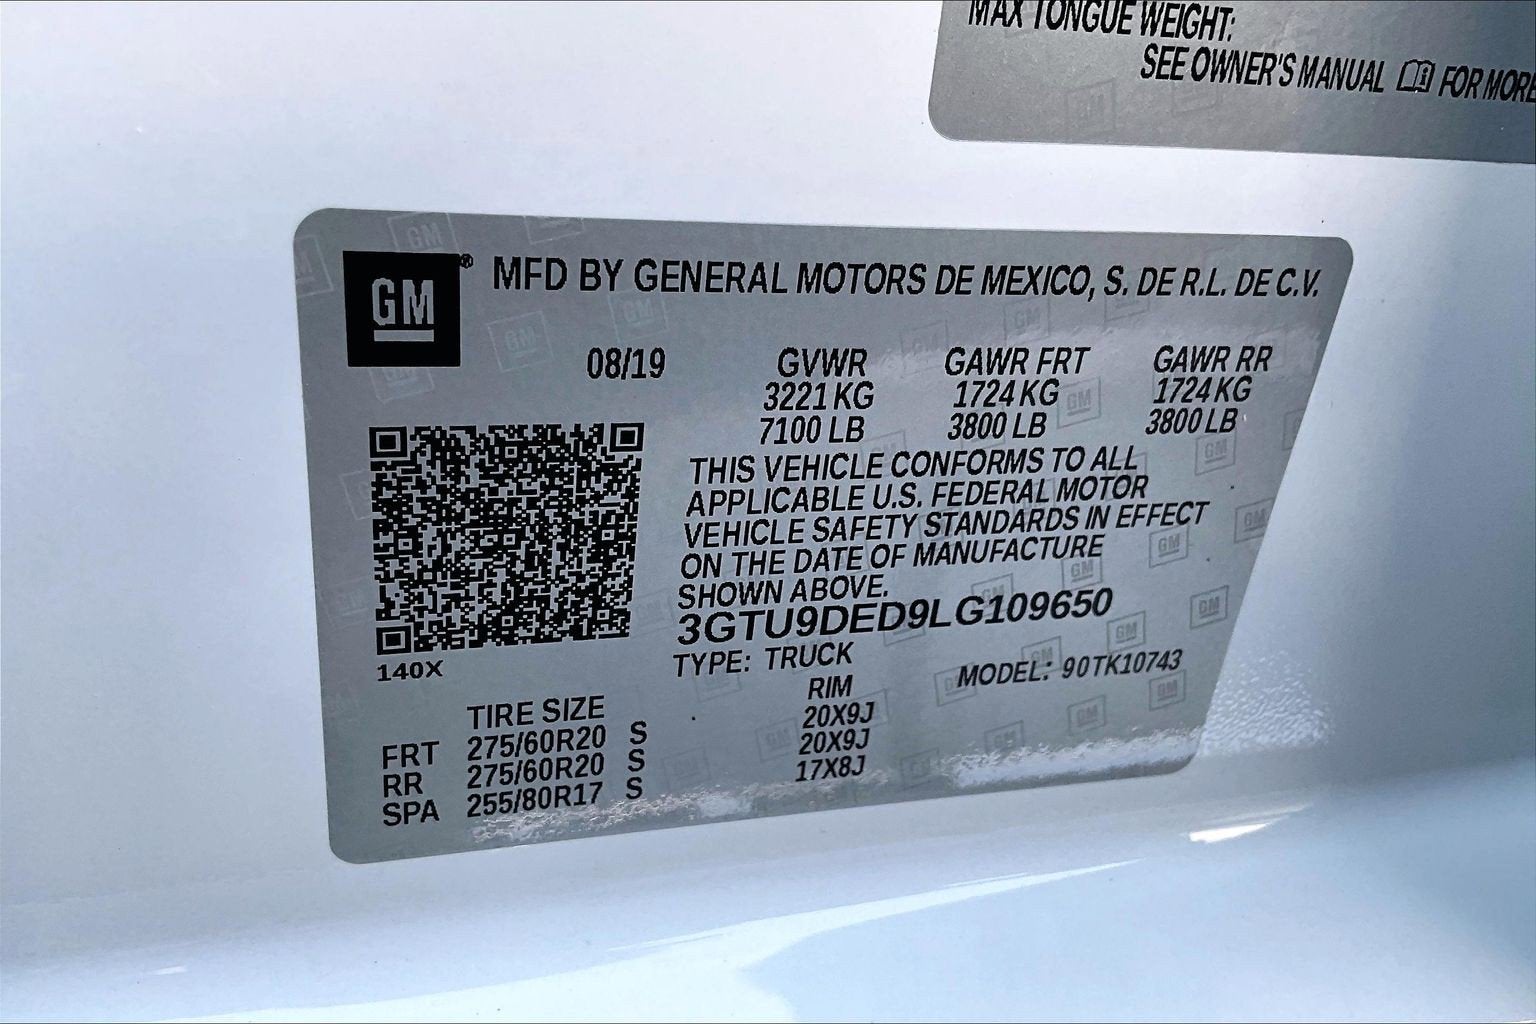 MAX TONGUE WEIGHT:
SEE OWNER'S MANUAL FOR MORE
GM® MFD BY GENERAL MOTORS DE MEXICO, S. DE R.L. DE C.V.
08/19 GVWR GAWR FRT GAWR RR
3221 KG 1724 KG 1724 KG
7100 LB 3800 LB 3800 LB
THIS VEHICLE CONFORMS TO ALL
APPLICABLE U.S. FEDERAL MOTOR
VEHICLE SAFETY STANDARDS IN EFFECT
ON THE DATE OF MANUFACTURE
SHOWN ABOVE.
3GTU9DED9LG109650
140X
TYPE: TRUCK MODEL: 90TK10743
TIRE SIZE RIM
FRT 275/60R20 S 20X9J
RR 275/60R20 S 20X9J
SPA 255/80R17 S 17X8J